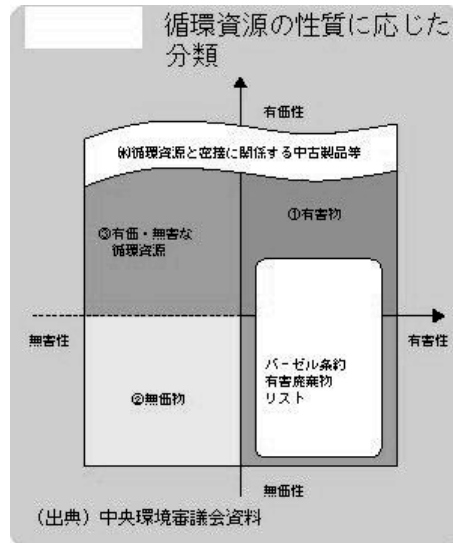 循環資源の性質に応じた
分類
有価性
㈱循環資源と密接に関係する中古製品等
①有害物
③有価・無害な
循環資源
無害性
有害性
バーゼル条約
有害廃棄物
リスト
②無価物
無価性
（出典）中央環境審議会資料